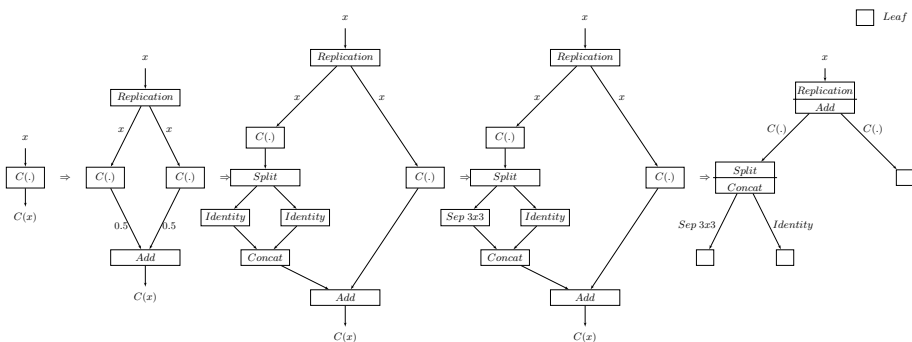 x
C(.)
C(x)
⇒
x
Replication
x
x
C(.)
C(.)
0.5
0.5
Add
C(x)
⇒
x
Replication
x
x
C(.)
Split
C(.)
Identity
Identity
Concat
Add
C(x)
⇒
x
Replication
x
x
C(.)
Split
C(.)
Sep 3x3
Identity
Concat
Add
C(x)
⇒
Leaf
x
Replication
Add
C(.)
C(.)
Split
Concat
Sep 3x3
Identity